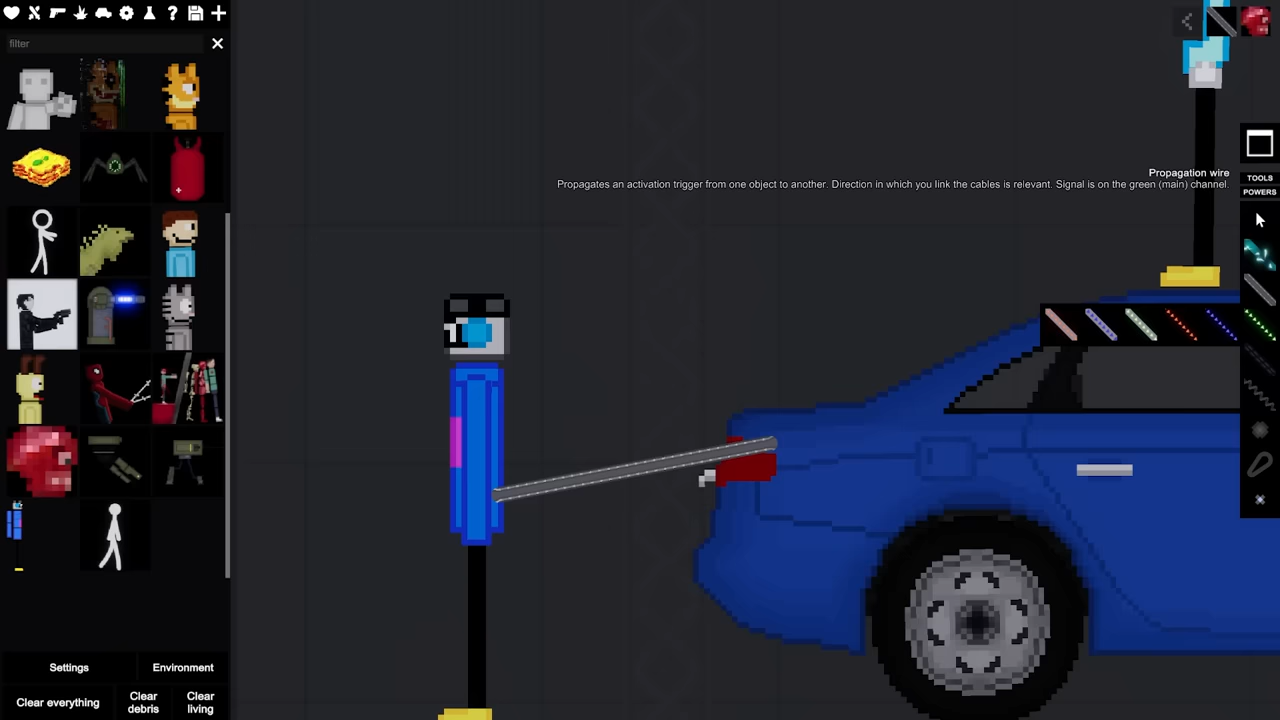 filter
Propagation wire
Propagates an activation trigger from one object to another. Direction in which you link the cables is relevant. Signal is on the green (main) channel.
TOOLS
POWERS
Settings
Environment
Clear everything
Clear
debris
Clear
living